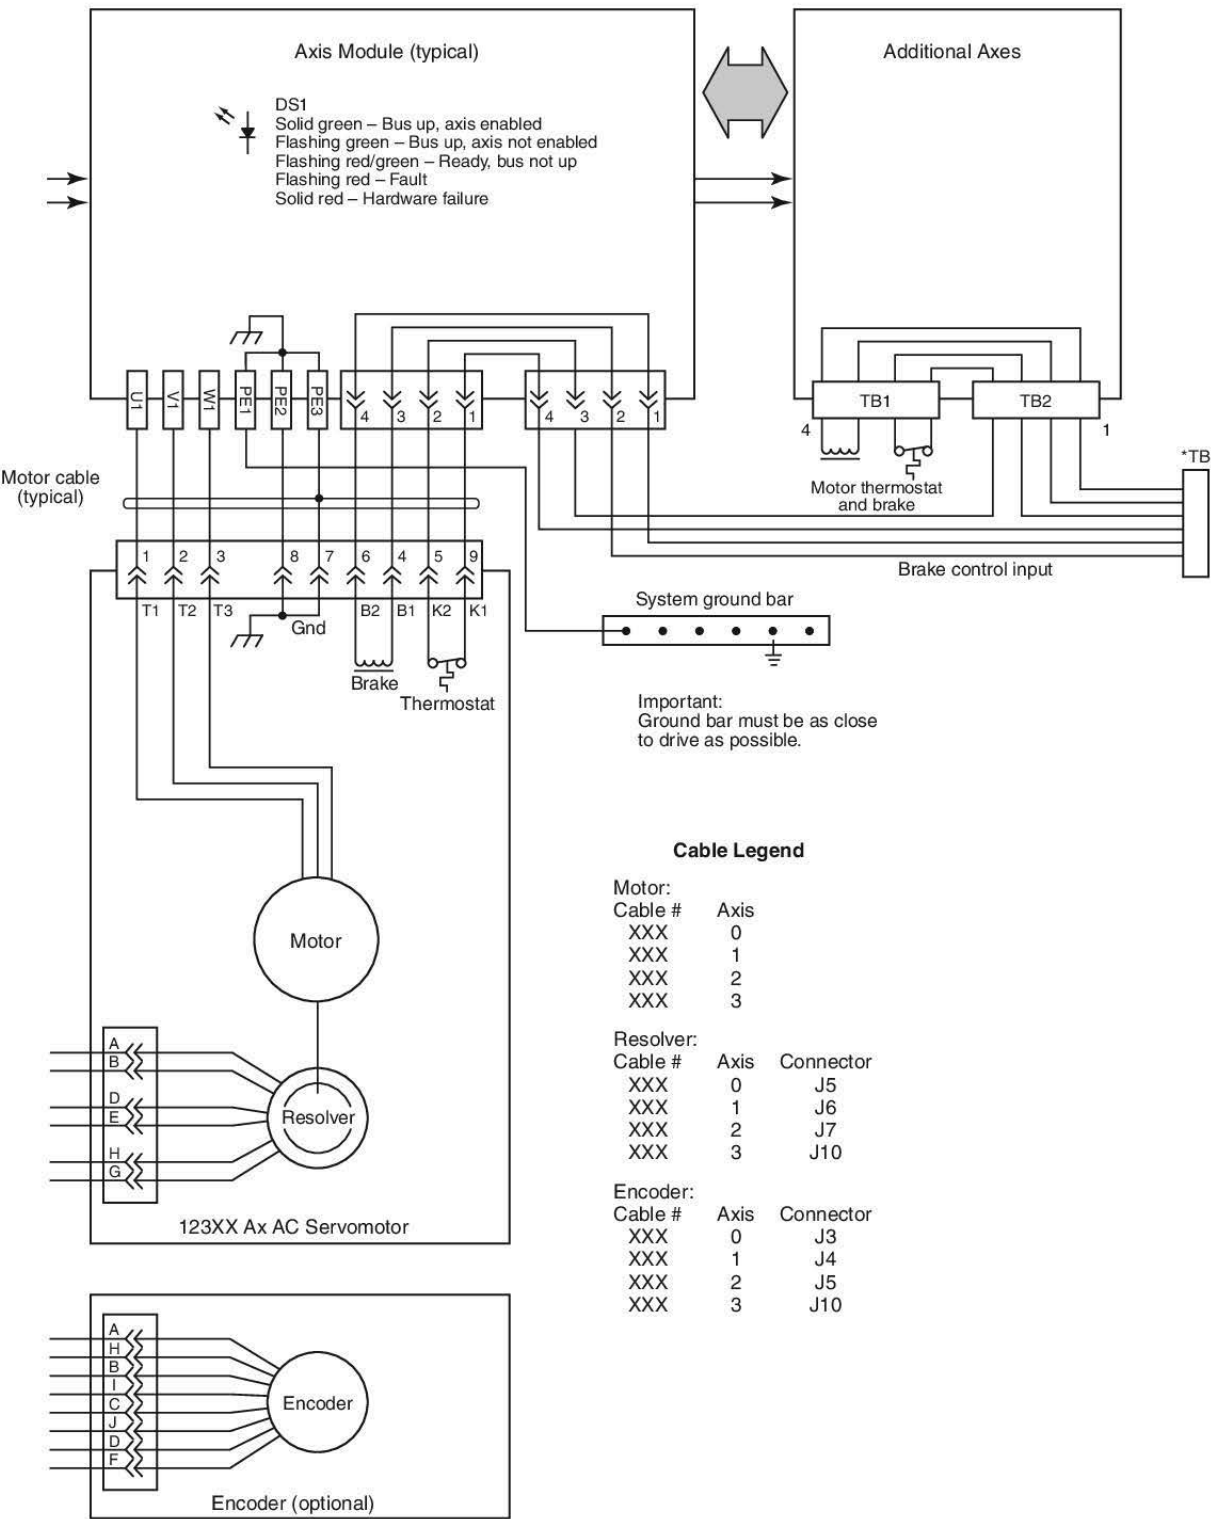 Axis Module (typical)
DS1
Solid green – Bus up, axis enabled
Flashing green – Bus up, axis not enabled
Flashing red/green – Ready, bus not up
Flashing red – Fault
Solid red – Hardware failure
Additional Axes
U1 V1 W1 PE1 PE2 PE3
4 3 2 1
4 3 2 1
TB1 TB2
4 1
*TB
Motor thermostat
and brake
Motor cable
(typical)
Brake control input
1 2 3 8 7 6 4 5 9
T1 T2 T3 B2 B1 K2 K1
Gnd
Brake
Thermostat
System ground bar
Important:
Ground bar must be as close
to drive as possible.
Motor
A
B
D
E
H
G
Resolver
123XX Ax AC Servomotor
Cable Legend
Motor:
Cable # Axis
XXX 0
XXX 1
XXX 2
XXX 3
Resolver:
Cable # Axis Connector
XXX 0 J5
XXX 1 J6
XXX 2 J7
XXX 3 J10
Encoder:
Cable # Axis Connector
XXX 0 J3
XXX 1 J4
XXX 2 J5
XXX 3 J10
A
H
B
I
C
J
D
F
Encoder
Encoder (optional)